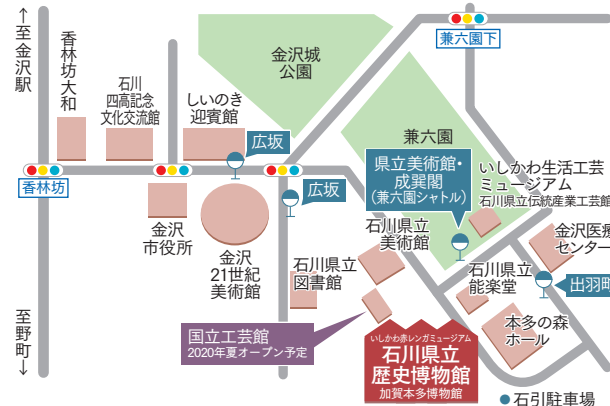 ↑至金沢駅
香林坊大和
石川
四高記念
文化交流館
しいのき
迎賓館
金沢城
公園
兼六園下
兼六園
広坂
香林坊
金沢
市役所
金沢
21世紀
美術館
広坂
県立美術館・
成巽閣
(兼六園シャトル)
いしかわ生活工芸
ミュージアム
石川県立伝統産業工芸館
石川県立
美術館
石川県立
図書館
金沢医療
センター
出羽町
石川県立
能楽堂
本多の森
ホール
国立工芸館
2020年夏オープン予定
いしかわ赤レンガミュージアム
石川県立
歴史博物館
加賀本多博物館
至野町↓
石引駐車場